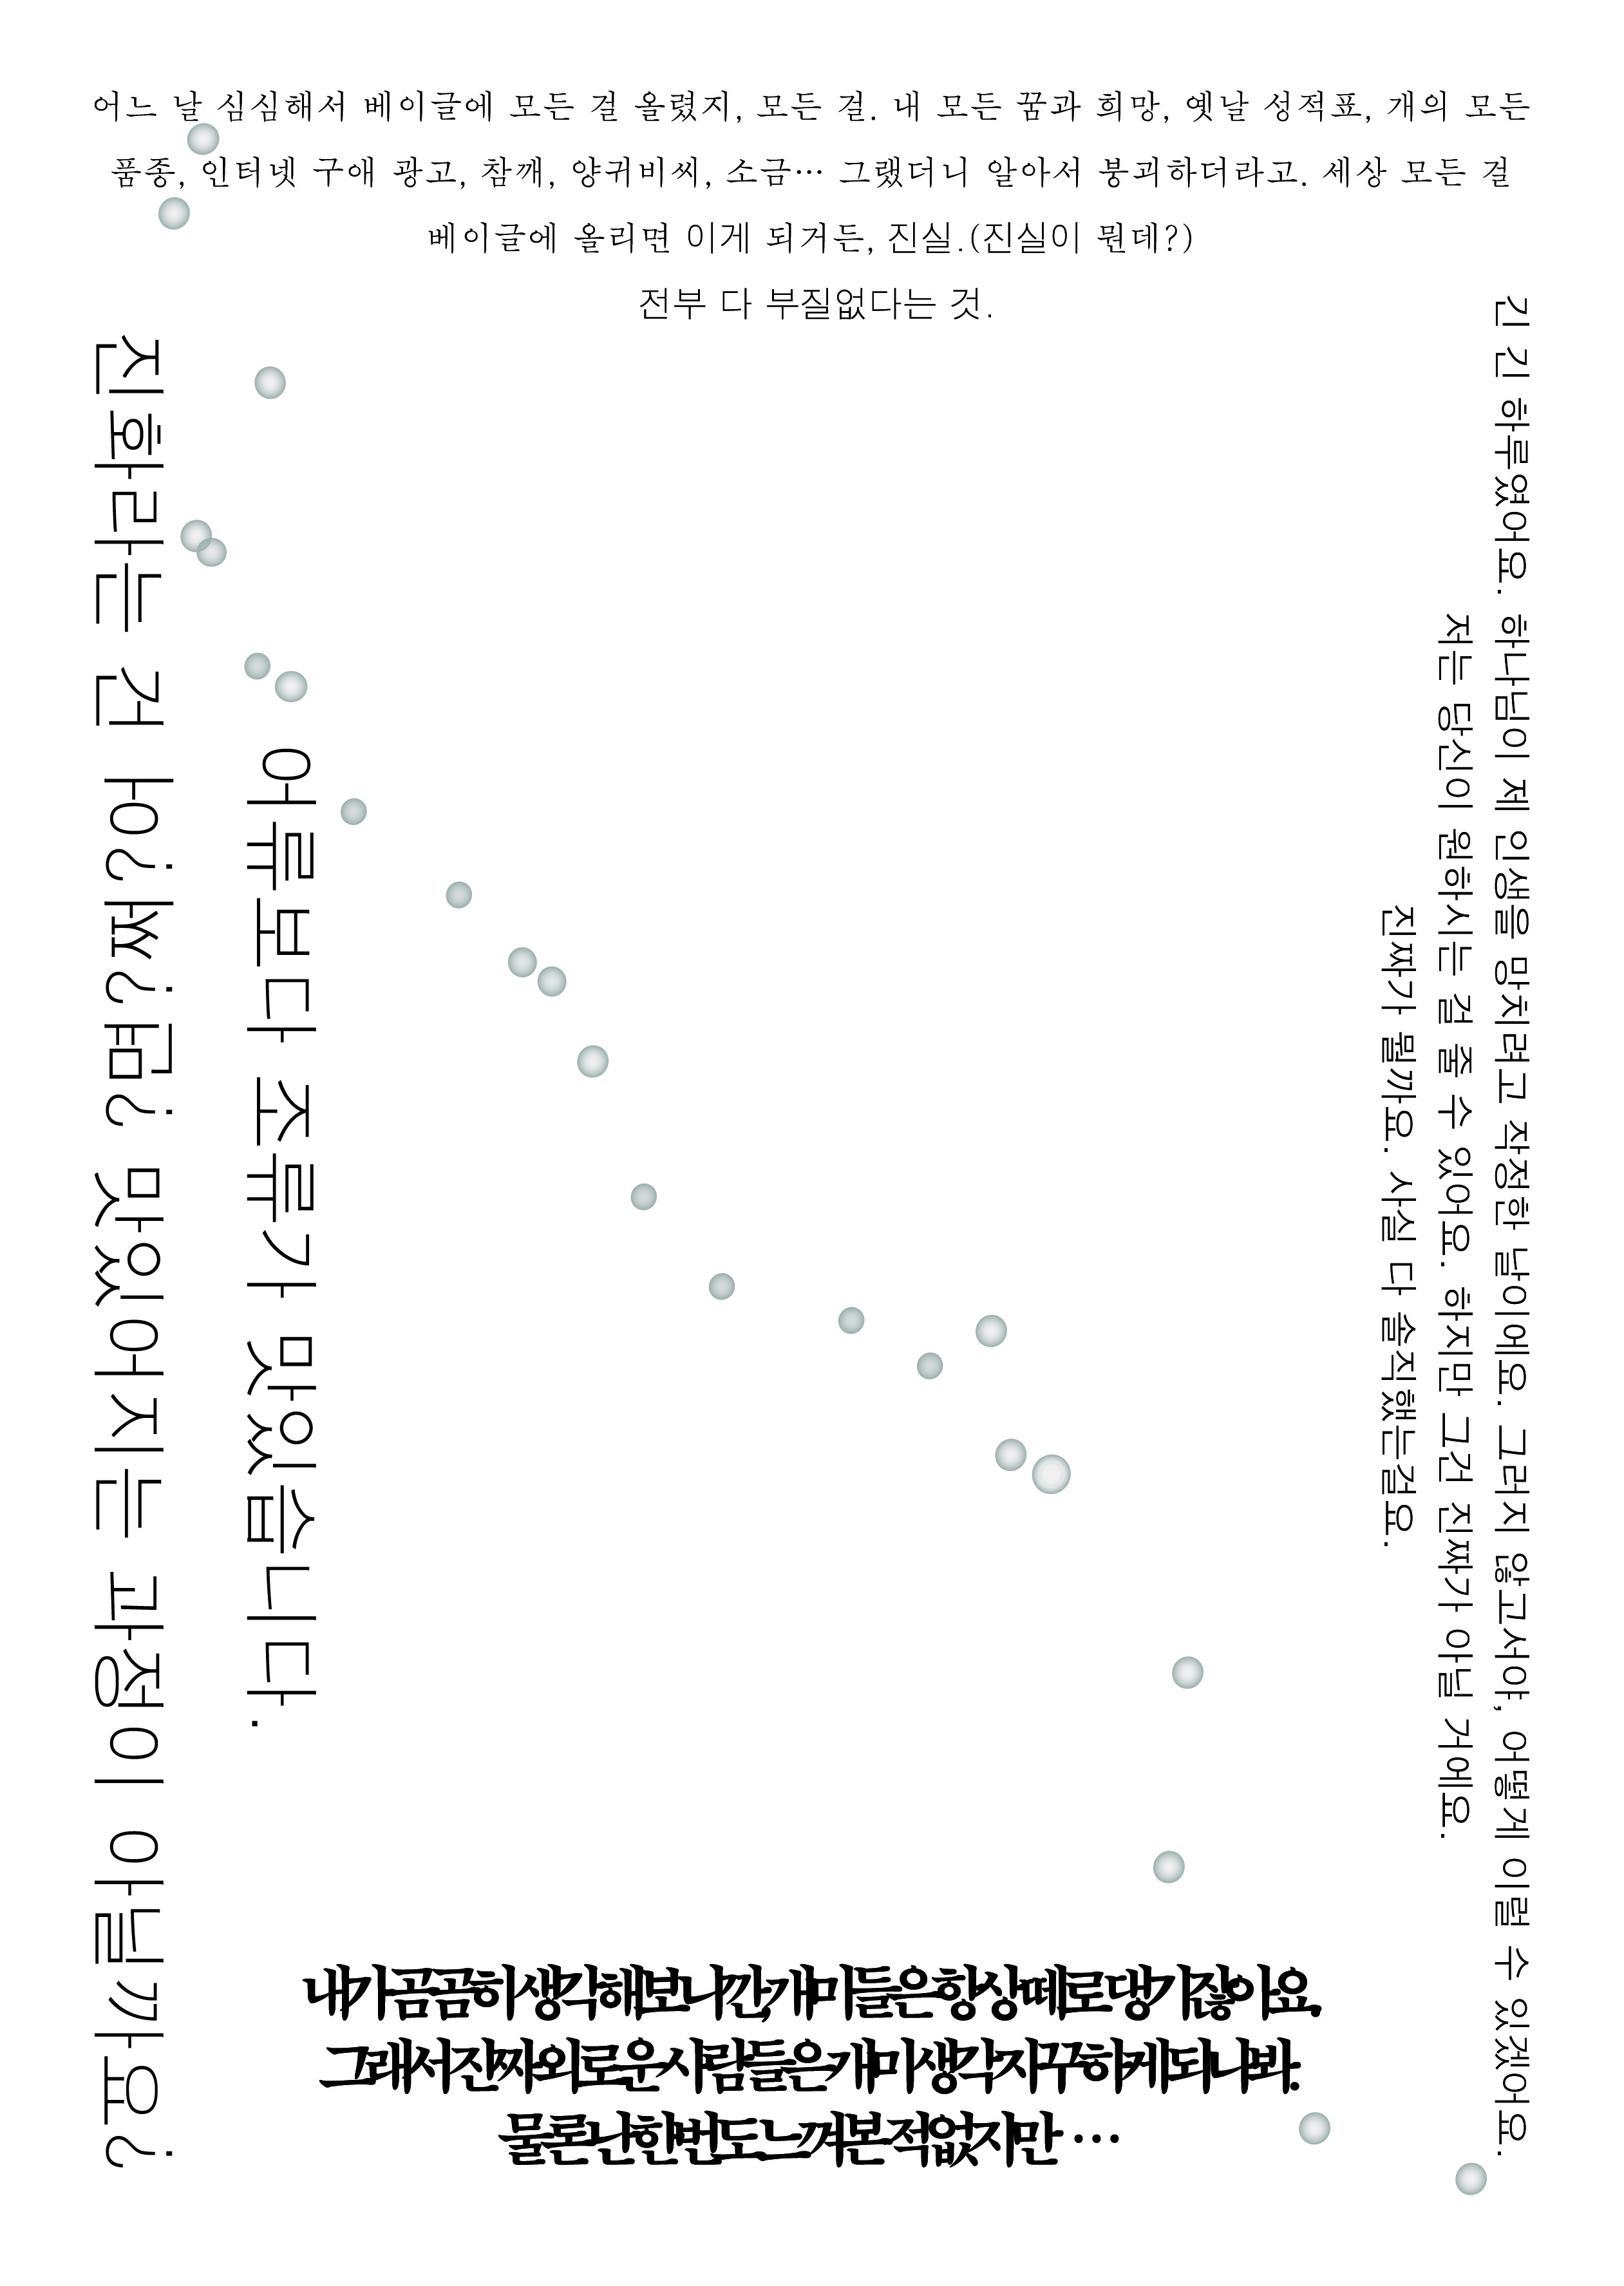 어느 날 심심해서 베이글에 모든 걸 올렸지, 모든 걸. 내 모든 꿈과 희망, 옛날 성적표, 개의 모든
품종, 인터넷 구애 광고, 참깨, 양귀비씨, 소금… 그랬더니 알아서 붕괴하더라고. 세상 모든 걸
베이글에 올리면 이게 되거든, 진실.(진실이 뭔데?)
전부 다 부질없다는 것.
긴 긴 하루였어요. 하나님이 제 인생을 망치려고 작정한 날이에요. 그러지 않고서야, 어떻게 이럴 수 있겠어요.
저는 당신이 원하시는 걸 줄 수 있어요. 하지만 그건 진짜가 아닐 거에요.
진짜가 뭘까요. 사실 다 솔직했는걸요.
어류보다 조류가 맛있습니다.
진화라는 건 어¿쩌¿면¿ 맛있어지는 과정이 아닐까요¿
내가 곰곰히 생각해보니깐, 개미들은 항상 떼로 댕기잖아요.
그래서 진짜 외로운 사람들은 개미 생각 자꾸 하게 되나봐.
물론 난 한번도 느껴본 적 없지만…